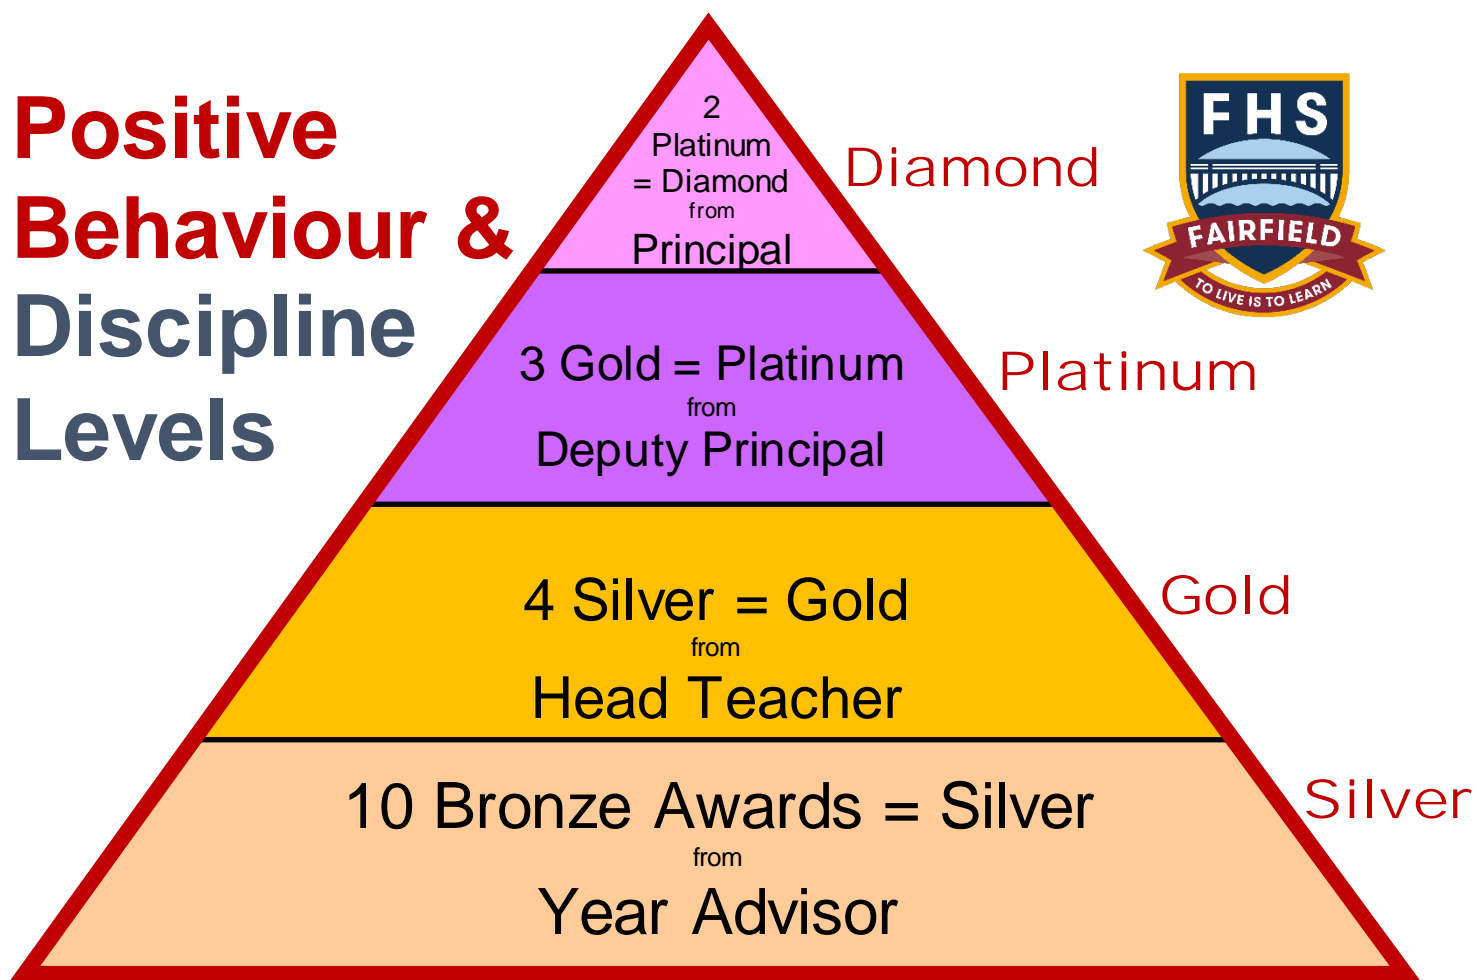 Positive
Behaviour &
Discipline
Levels
2
Platinum
= Diamond
from
Principal
Diamond
FHS
FAIRFIELD
TO LIVE IS TO LEARN
3 Gold = Platinum
from
Deputy Principal
Platinum
4 Silver = Gold
from
Head Teacher
Gold
10 Bronze Awards = Silver
from
Year Advisor
Silver